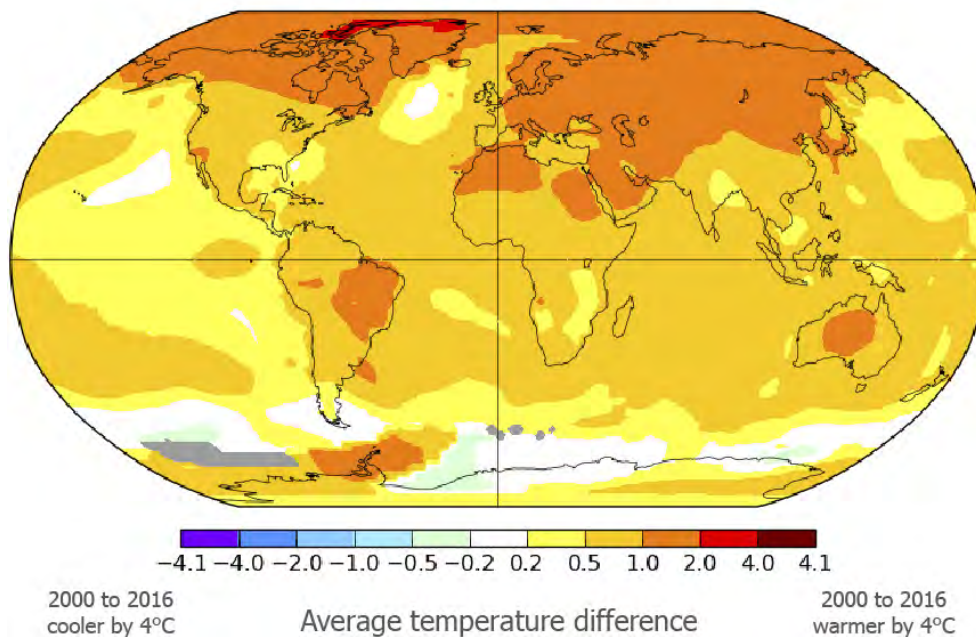 −4.1 −4.0 −2.0 −1.0 −0.5 −0.2 0.2 0.5 1.0 2.0 4.0 4.1
2000 to 2016
cooler by 4°C
Average temperature difference
2000 to 2016
warmer by 4°C